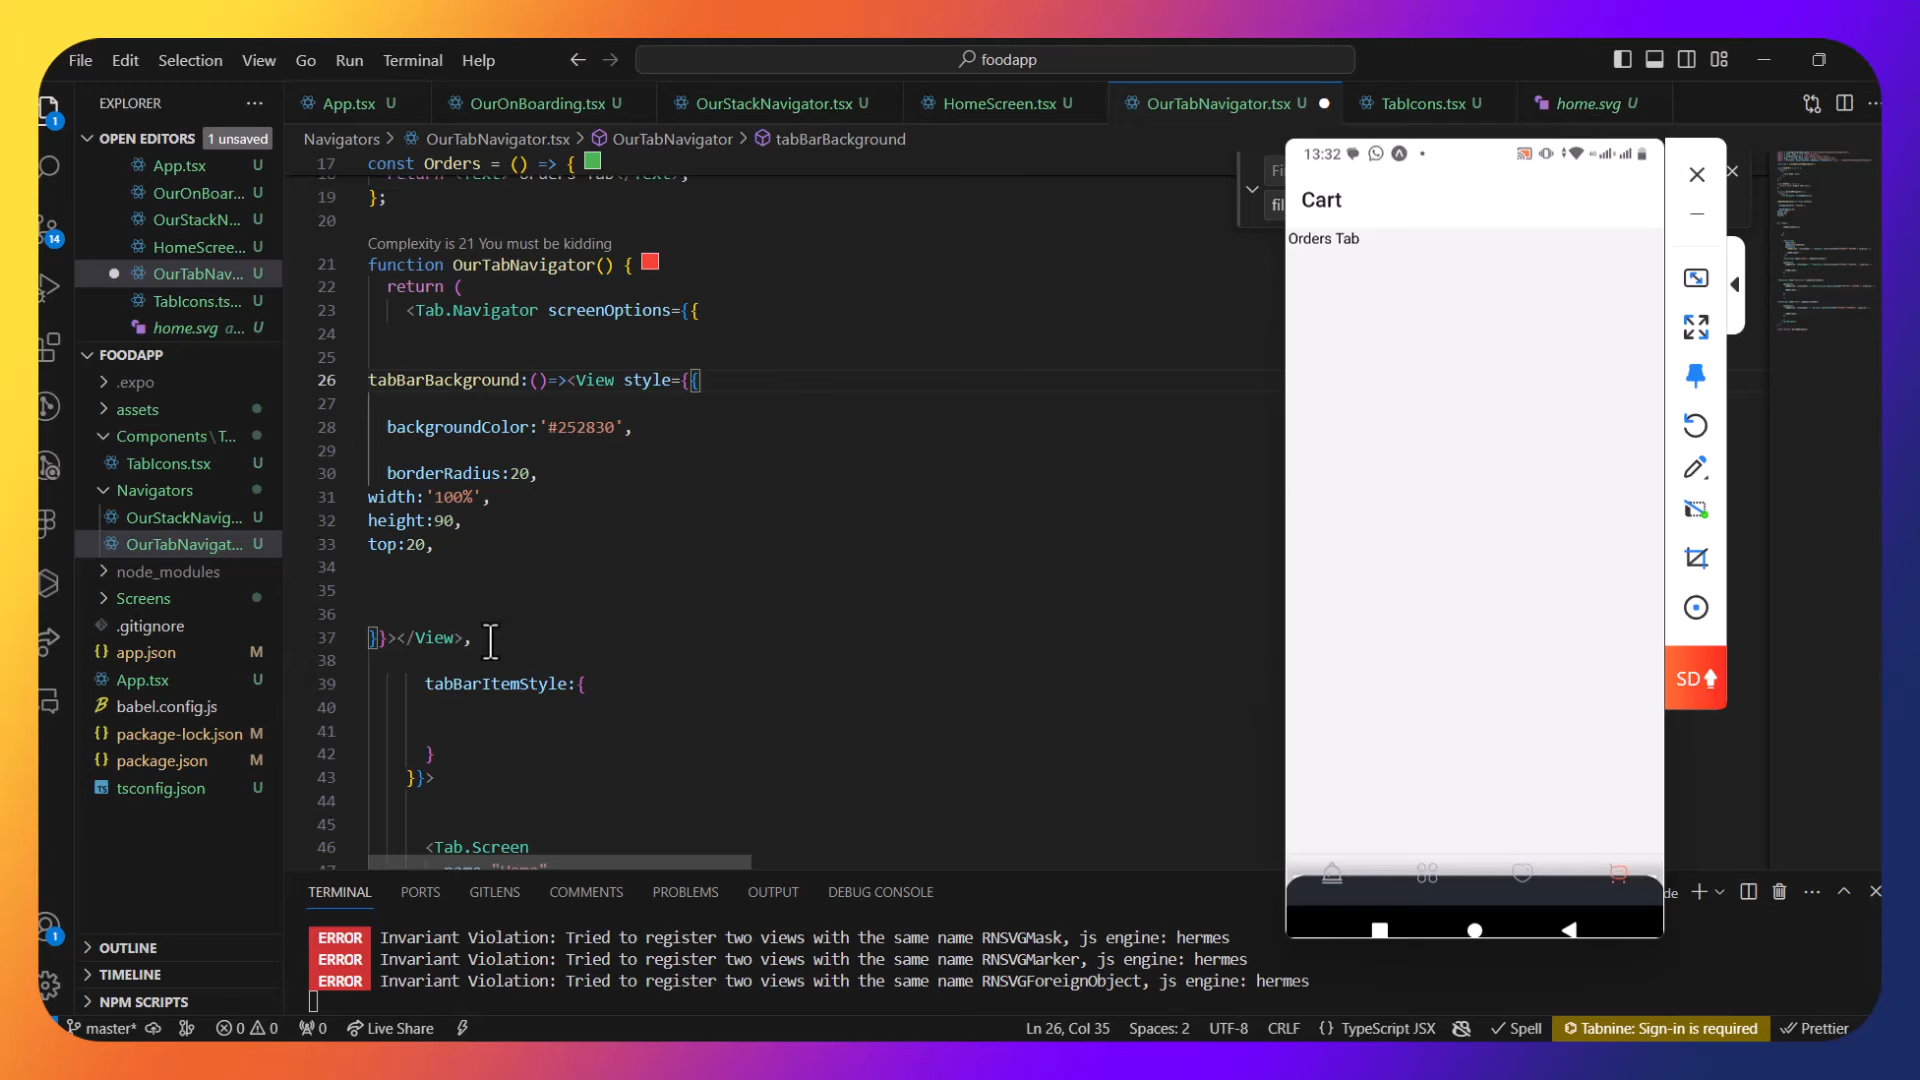 File Edit Selection View Go Run Terminal Help
foodapp
EXPLORER
OPEN EDITORS 1 unsaved
App.tsx U
OurOnBoar... U
OurStackN... U
HomeScree... U
OurTabNav... U
TabIcons.ts... U
home.svg a... U
FOODAPP
.expo
assets
Components\T...
TabIcons.tsx U
Navigators
OurStackNavig... U
OurTabNavigat... U
node_modules
Screens
.gitignore
app.json M
App.tsx U
babel.config.js
package-lock.json M
package.json M
tsconfig.json U
OUTLINE
TIMELINE
NPM SCRIPTS
1
14
1
App.tsx U
OurOnBoarding.tsx U
OurStackNavigator.tsx U
HomeScreen.tsx U
OurTabNavigator.tsx U
TabIcons.tsx U
home.svg U
Navigators > OurTabNavigator.tsx > OurTabNavigator > tabBarBackground
17 const Orders = () => {
19 };
20
Complexity is 21 You must be kidding
21 function OurTabNavigator() {
22 return (
23 <Tab.Navigator screenOptions={{
24
25
26 tabBarBackground:()=><View style={{
27
28 backgroundColor:'#252830',
29
30 borderRadius:20,
31 width:'100%',
32 height:90,
33 top:20,
34
35
36
37 }}></View>,
38
39 tabBarItemStyle:{
40
41
42 }
43 }}>
44
45
46 <Tab.Screen
13:32
Cart
Orders Tab
SD
TERMINAL PORTS GITLENS COMMENTS PROBLEMS OUTPUT DEBUG CONSOLE
de
ERROR Invariant Violation: Tried to register two views with the same name RNSVGMask, js engine: hermes
ERROR Invariant Violation: Tried to register two views with the same name RNSVGMarker, js engine: hermes
ERROR Invariant Violation: Tried to register two views with the same name RNSVGForeignObject, js engine: hermes
master* 0 0 0 Live Share Ln 26, Col 35 Spaces: 2 UTF-8 CRLF {} TypeScript JSX Spell Tabnine: Sign-in is required Prettier